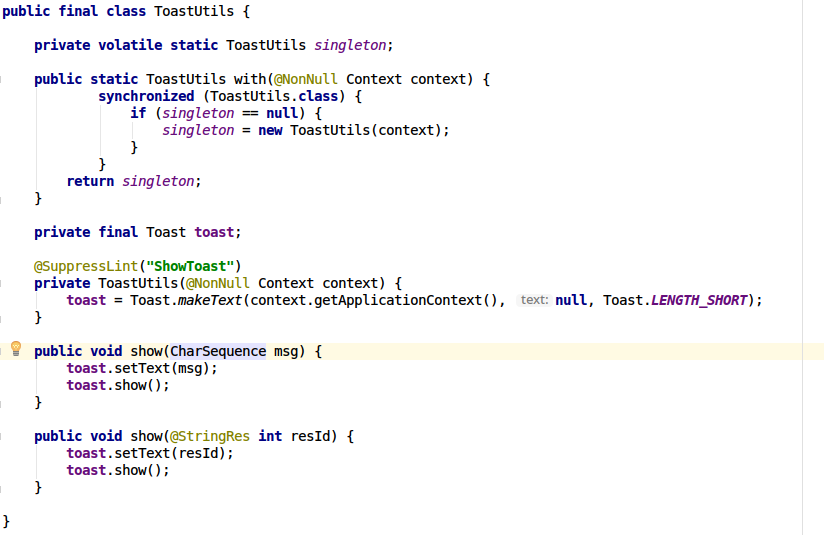 public final class ToastUtils {
private volatile static ToastUtils singleton;
public static ToastUtils with(@NonNull Context context) {
synchronized (ToastUtils.class) {
if (singleton == null) {
singleton = new ToastUtils(context);
}
}
return singleton;
}
private final Toast toast;
@SuppressLint("ShowToast")
private ToastUtils(@NonNull Context context) {
toast = Toast.makeText(context.getApplicationContext(), text: null, Toast.LENGTH_SHORT);
}
public void show(CharSequence msg) {
toast.setText(msg);
toast.show();
}
public void show(@StringRes int resId) {
toast.setText(resId);
toast.show();
}
}